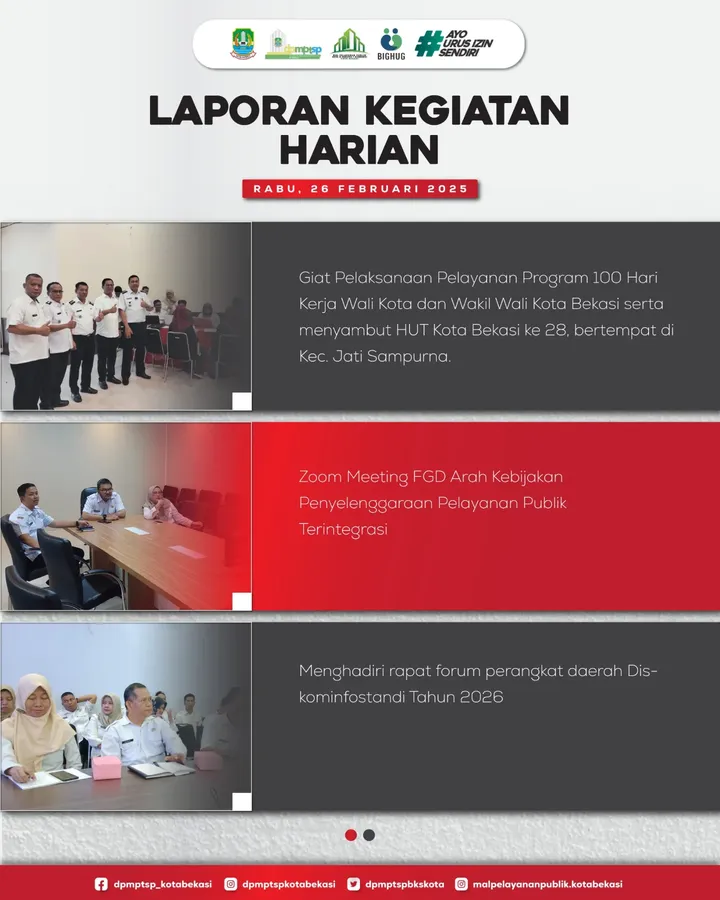 dpmptsp
BIGHUG
#AYO
URUS IZIN
SENDIRI
LAPORAN KEGIATAN
HARIAN
RABU, 26 FEBRUARI 2025
Giat Pelaksanaan Pelayanan Program 100 Hari
Kerja Wali Kota dan Wakil Wali Kota Bekasi serta
menyambut HUT Kota Bekasi ke 28, bertempat di
Kec. Jati Sampurna.
Zoom Meeting FGD Arah Kebijakan
Penyelenggaraan Pelayanan Publik
Terintegrasi
Menghadiri rapat forum perangkat daerah Dis-
kominfostandi Tahun 2026
dpmptsp_kotabekasi
dpmptspkotabekasi
dpmptspbkskota
malpelayananpublik.kotabekasi